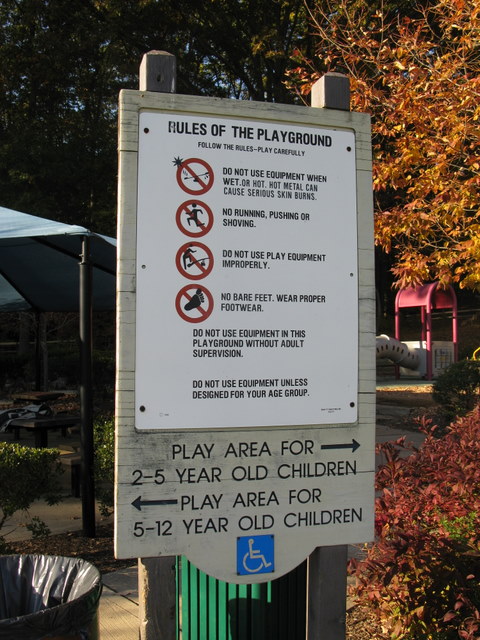 RULES OF THE PLAYGROUND
FOLLOW THE RULES-PLAY CAREFULLY
DO NOT USE EQUIPMENT WHEN
WET.OR HOT. HOT METAL CAN
CAUSE SERIOUS SKIN BURNS.
NO RUNNING, PUSHING OR
SHOVING.
DO NOT USE PLAY EQUIPMENT
IMPROPERLY.
NO BARE FEET. WEAR PROPER
FOOTWEAR.
DO NOT USE EQUIPMENT IN THIS
PLAYGROUND WITHOUT ADULT
SUPERVISION.
DO NOT USE EQUIPMENT UNLESS
DESIGNED FOR YOUR AGE GROUP.
PLAY AREA FOR
2-5 YEAR OLD CHILDREN
PLAY AREA FOR
5-12 YEAR OLD CHILDREN